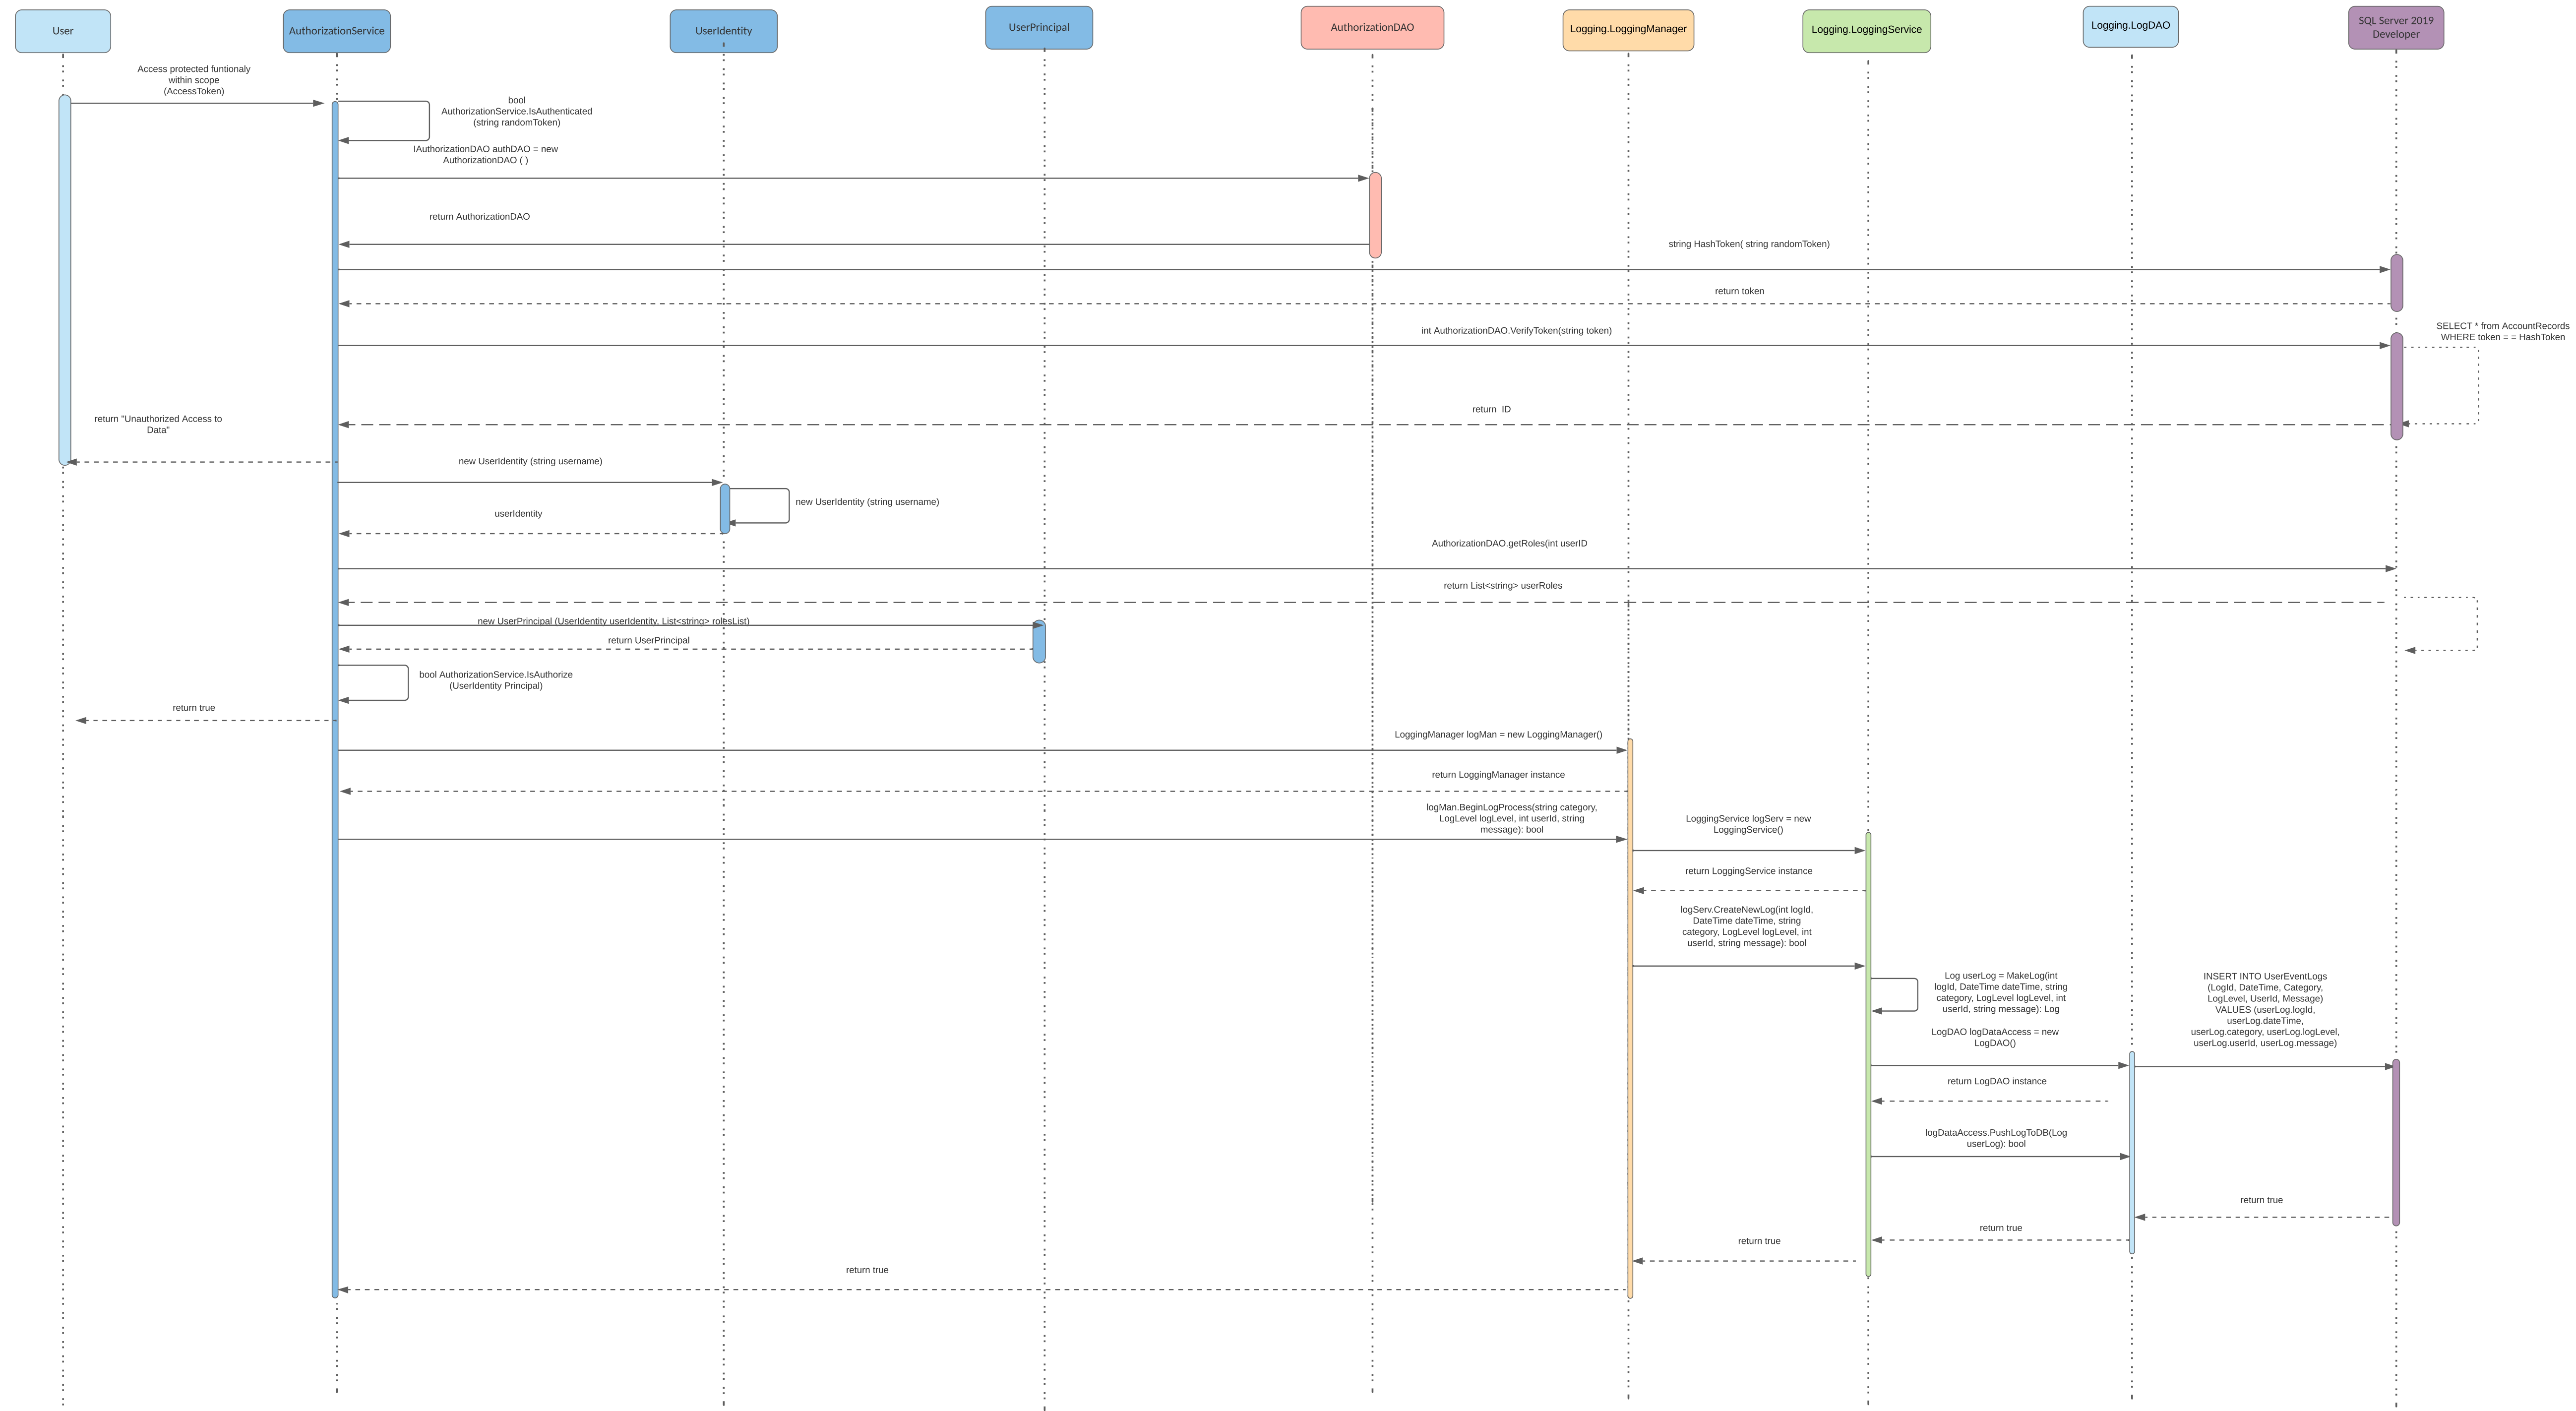 User
AuthorizationService
UserIdentity
UserPrincipal
AuthorizationDAO
Logging.LoggingManager
Logging.LoggingService
Logging.LogDAO
SQL Server 2019
Developer
Access protected funtionaly
within scope
(AccessToken)
bool
AuthorizationService.IsAuthenticated
(string randomToken)
IAuthorizationDAO authDAO = new
AuthorizationDAO ( )
return AuthorizationDAO
string HashToken( string randomToken)
return token
int AuthorizationDAO.VerifyToken(string token)
SELECT * from AccountRecords
WHERE token = = HashToken
return  ID
return "Unauthorized Access to
Data"
new UserIdentity (string username)
new UserIdentity (string username)
userIdentity
AuthorizationDAO.getRoles(int userID
return List<string> userRoles
new UserPrincipal (UserIdentity userIdentity, List<string> rolesList)
return UserPrincipal
bool AuthorizationService.IsAuthorize
(UserIdentity Principal)
return true
LoggingManager logMan = new LoggingManager()
return LoggingManager instance
logMan.BeginLogProcess(string category,
LogLevel logLevel, int userId, string
message): bool
LoggingService logServ = new
LoggingService()
return LoggingService instance
logServ.CreateNewLog(int logId,
DateTime dateTime, string
category, LogLevel logLevel, int
userId, string message): bool
Log userLog = MakeLog(int
logId, DateTime dateTime, string
category, LogLevel logLevel, int
userId, string message): Log
INSERT INTO UserEventLogs
(LogId, DateTime, Category,
LogLevel, UserId, Message)
VALUES (userLog.logId,
userLog.dateTime,
userLog.category, userLog.logLevel,
userLog.userId, userLog.message)
LogDAO logDataAccess = new
LogDAO()
return LogDAO instance
logDataAccess.PushLogToDB(Log
userLog): bool
return true
return true
return true
return true